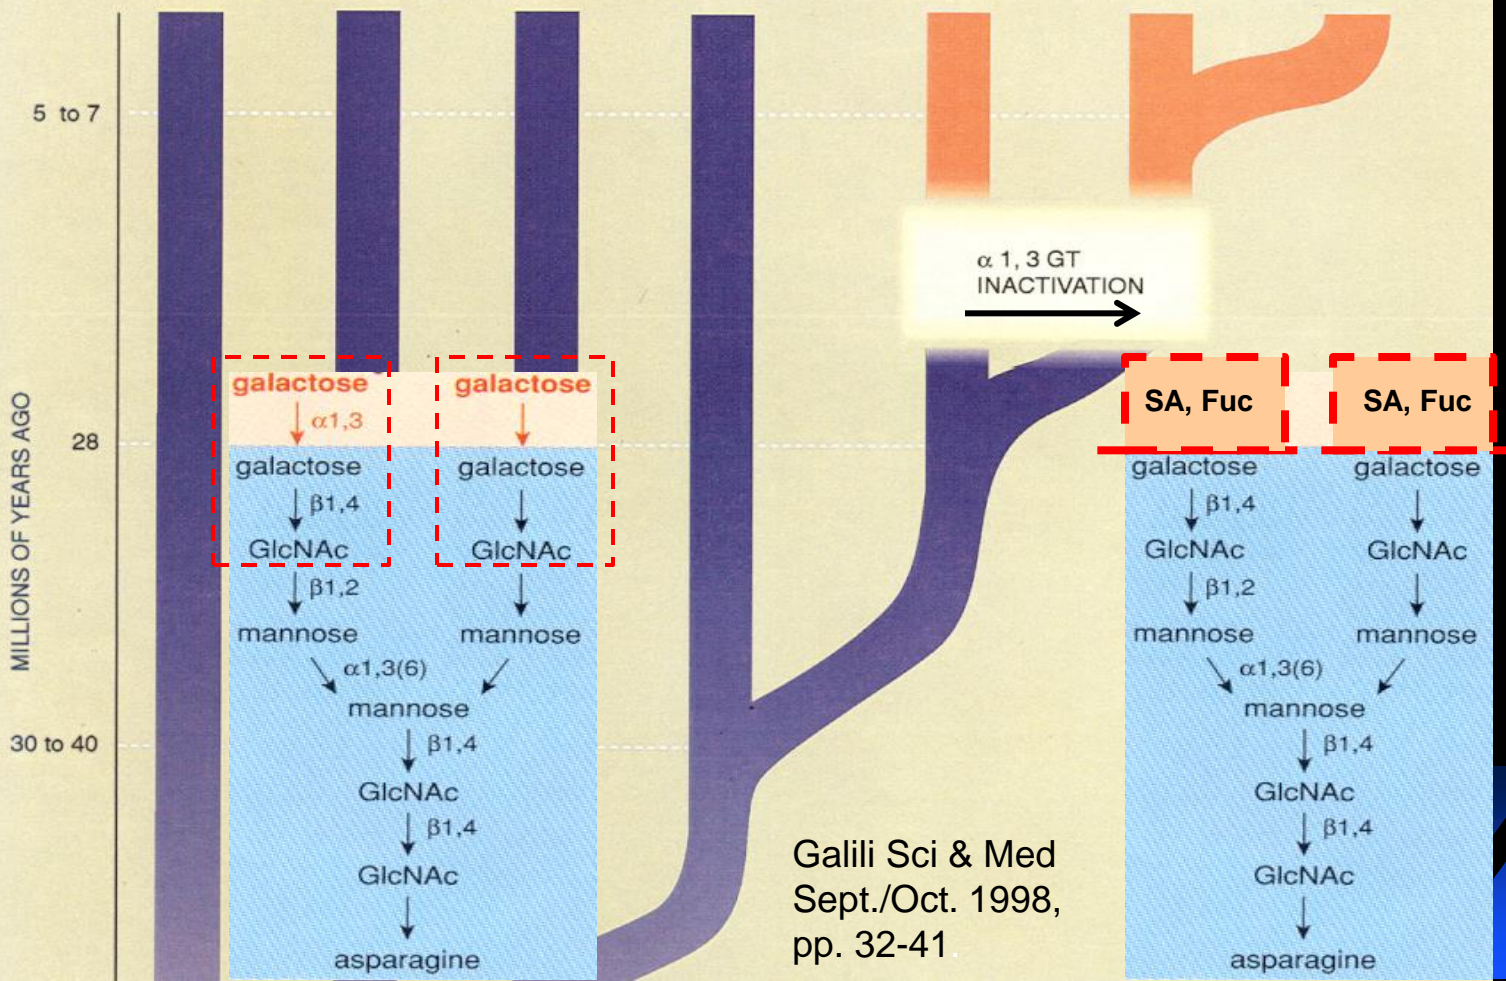 5 to 7
α 1, 3 GT
INACTIVATION
MILLIONS OF YEARS AGO
28
30 to 40
galactose galactose
α1,3
galactose galactose
β1,4
GlcNAc GlcNAc
β1,2
mannose mannose
α1,3(6)
mannose
β1,4
GlcNAc
β1,4
GlcNAc
asparagine
Galili Sci & Med
Sept./Oct. 1998,
pp. 32-41.
SA, Fuc SA, Fuc
galactose galactose
β1,4
GlcNAc GlcNAc
β1,2
mannose mannose
α1,3(6)
mannose
β1,4
GlcNAc
β1,4
GlcNAc
asparagine